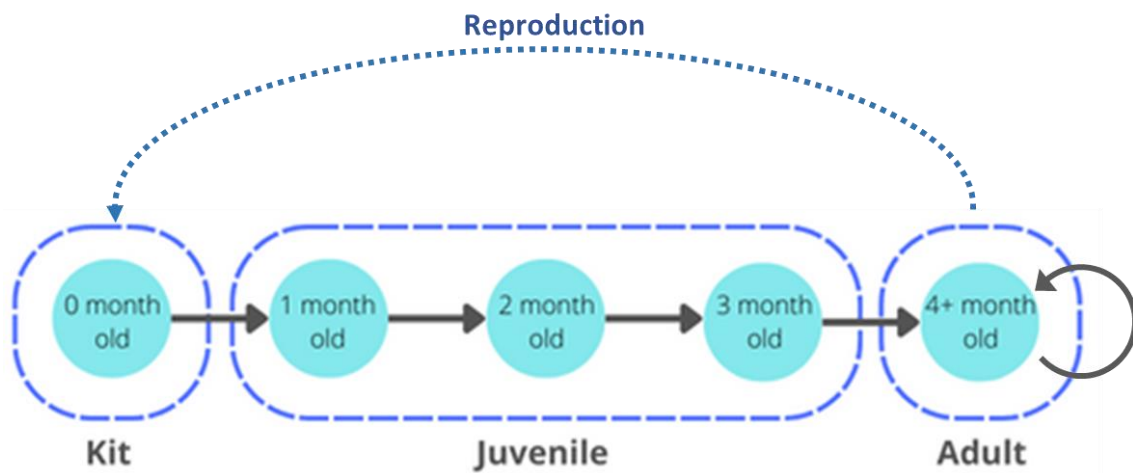 Reproduction
0 month
old
1 month
old
2 month
old
3 month
old
4+ month
old
Kit
Juvenile
Adult